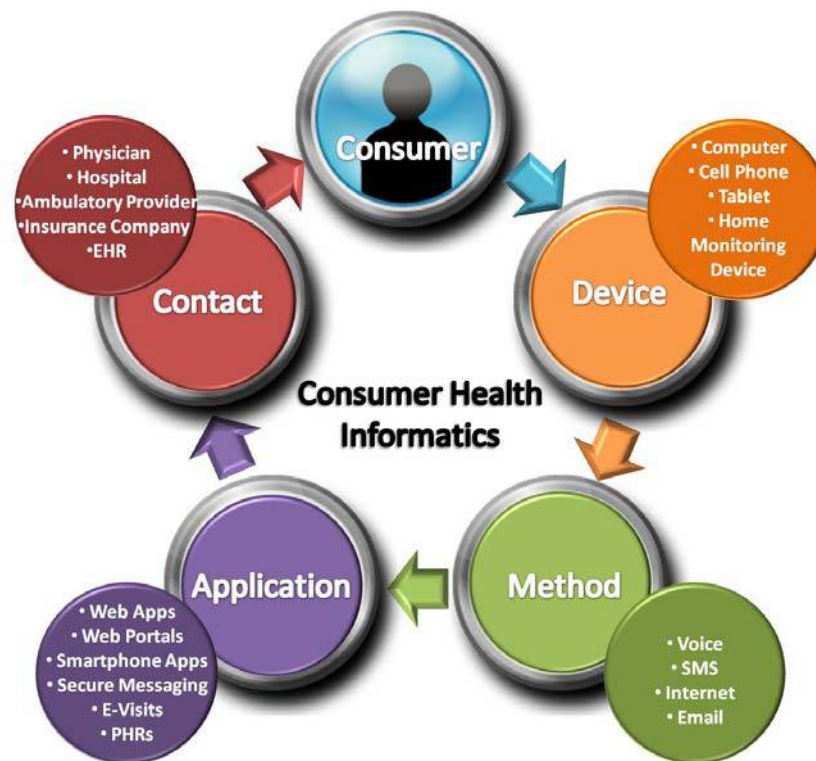 Consumer
• Physician
• Hospital
•Ambulatory Provider
•Insurance Company
•EHR
Contact
• Computer
• Cell Phone
• Tablet
• Home
Monitoring
Device
Device
Consumer Health
Informatics
Application
• Web Apps
• Web Portals
• Smartphone Apps
• Secure Messaging
• E-Visits
• PHRs
Method
• Voice
• SMS
• Internet
• Email